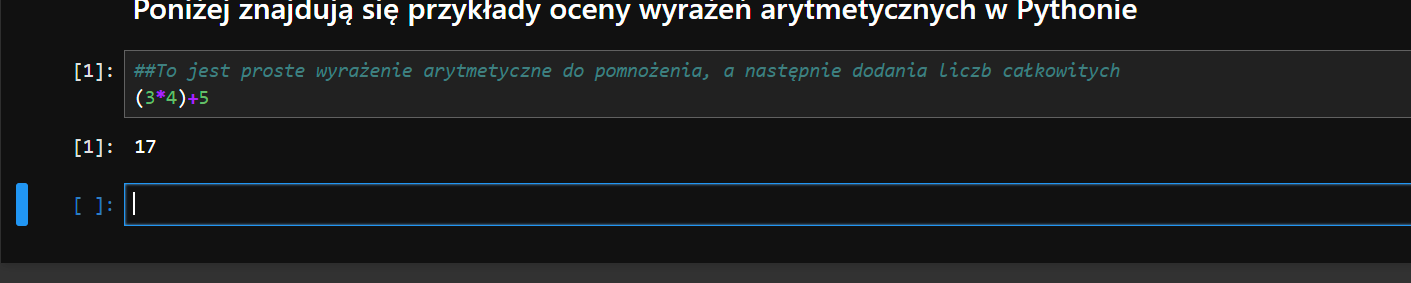 Poniżej znajdują się przykłady oceny wyrażeń arytmetycznych w Pythonie
[1]: ##To jest proste wyrażenie arytmetyczne do pomnożenia, a następnie dodania liczb całkowitych
(3*4)+5
[1]: 17
[ ]: